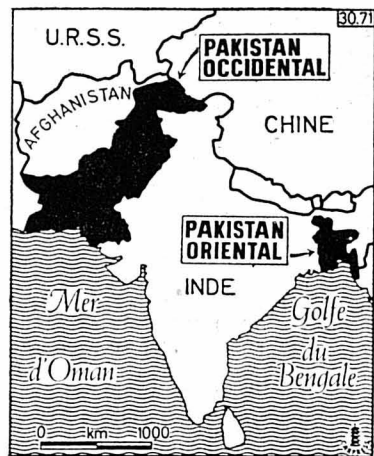 30.71
U.R.S.S.
PAKISTAN
OCCIDENTAL
AFGHANISTAN
CHINE
PAKISTAN
ORIENTAL
INDE
Mer
d'Oman
Golfe
du
Bengale
0 km 1000